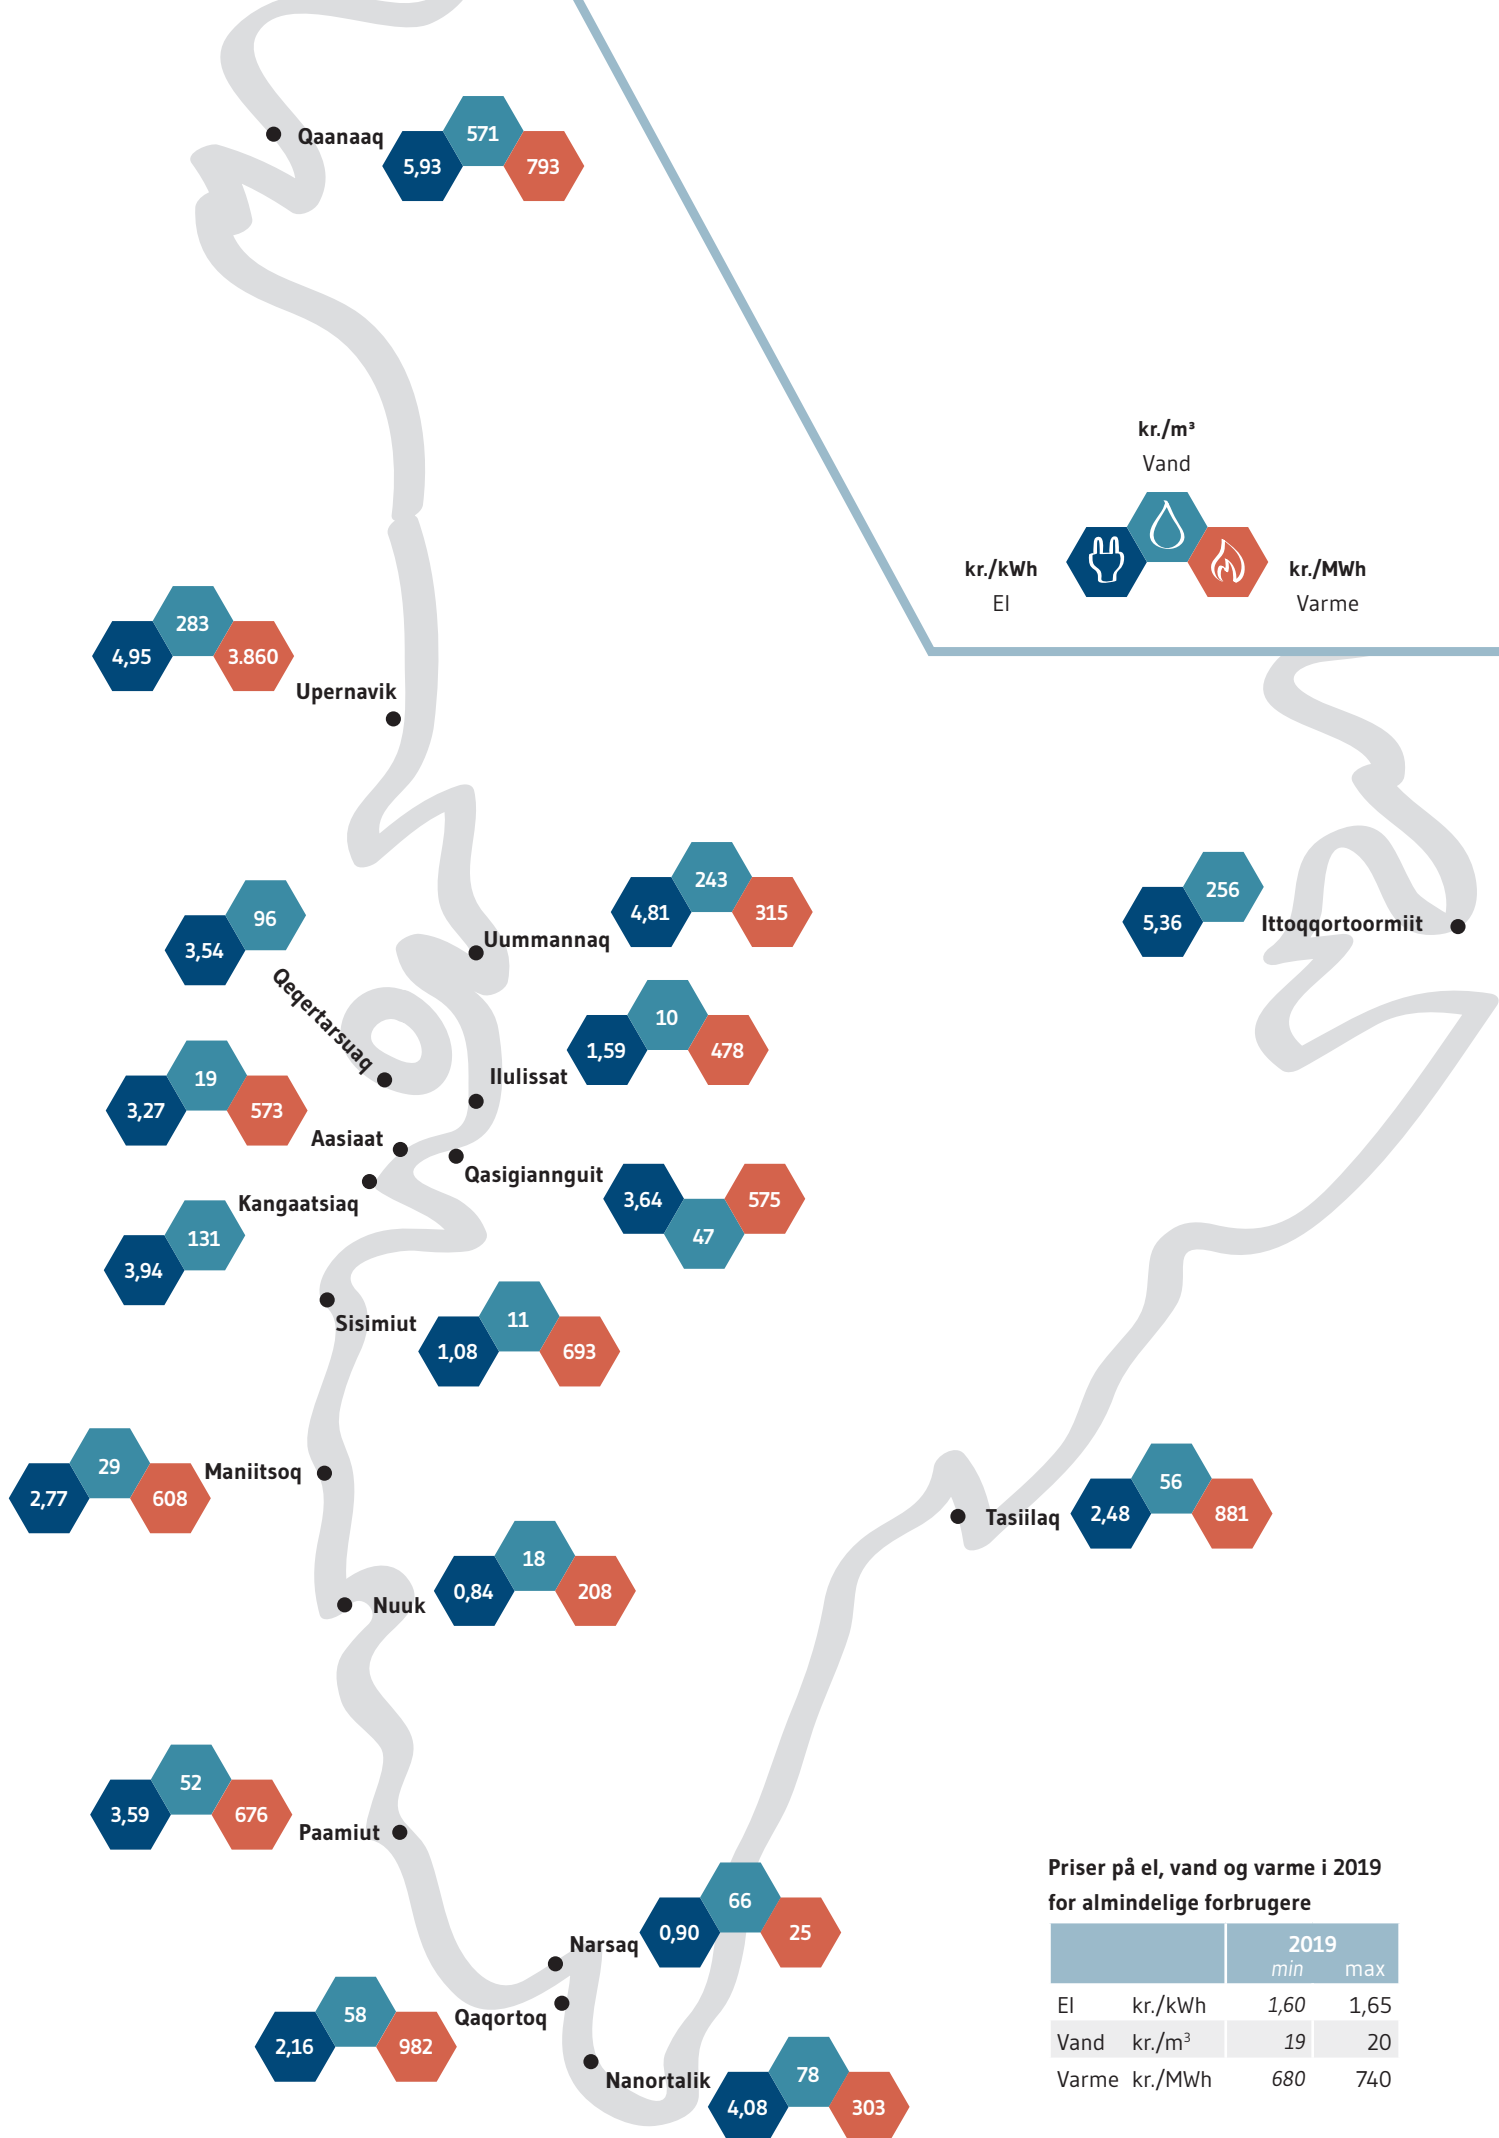 Qaanaaq
571
5,93
793
kr./m³
Vand
kr./kWh
El
kr./MWh
Varme
283
4,95
3.860
Upernavik
243
4,81
315
Uummannaq
256
5,36
Ittoqqortoormiit
96
3,54
Qeqertarsuaq
10
1,59
478
Ilulissat
19
3,27
573
Aasiaat
Qasigiannguit
3,64
575
47
Kangaatsiaq
131
3,94
Sisimiut
11
1,08
693
29
2,77
608
Maniitsoq
56
Tasiilaq
2,48
881
18
Nuuk
0,84
208
52
3,59
676
Paamiut
66
Narsaq
0,90
25
58
2,16
982
Qaqortoq
78
Nanortalik
4,08
303
Priser på el, vand og varme i 2019
for almindelige forbrugere
2019
min max
El kr./kWh 1,60 1,65
Vand kr./m³ 19 20
Varme kr./MWh 680 740